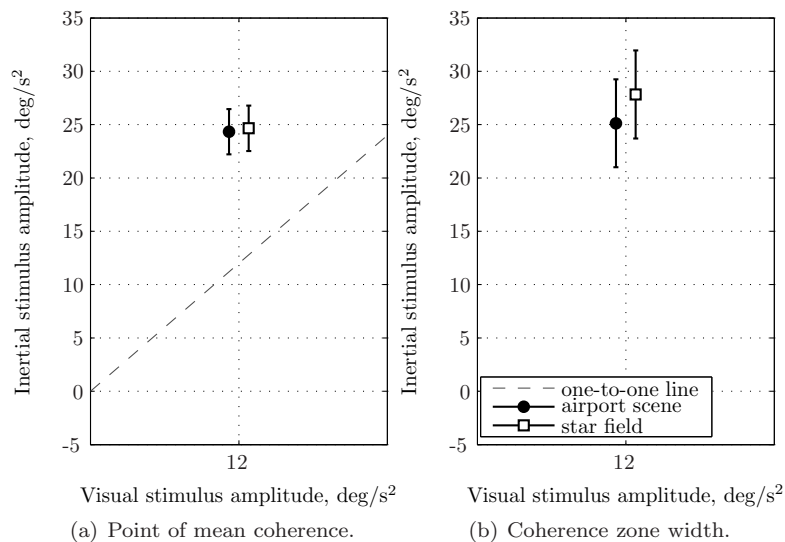 35
30
25
20
15
10
5
0
-5
12
Inertial stimulus amplitude, deg/s²
Visual stimulus amplitude, deg/s²
(a) Point of mean coherence.
35
30
25
20
15
10
5
0
-5
12
Inertial stimulus amplitude, deg/s²
one-to-one line
airport scene
star field
Visual stimulus amplitude, deg/s²
(b) Coherence zone width.